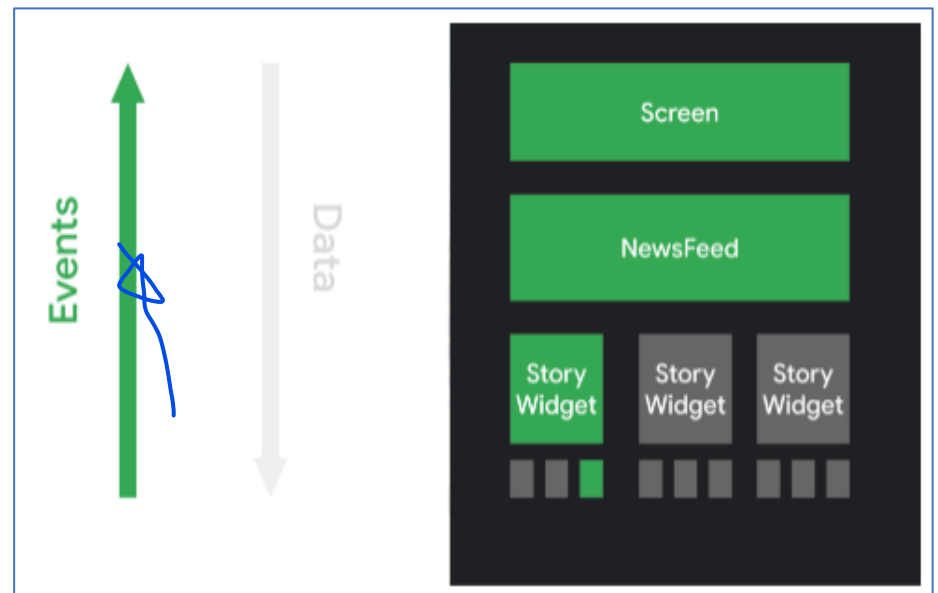 Events
Data
Screen
NewsFeed
Story
Widget
Story
Widget
Story
Widget